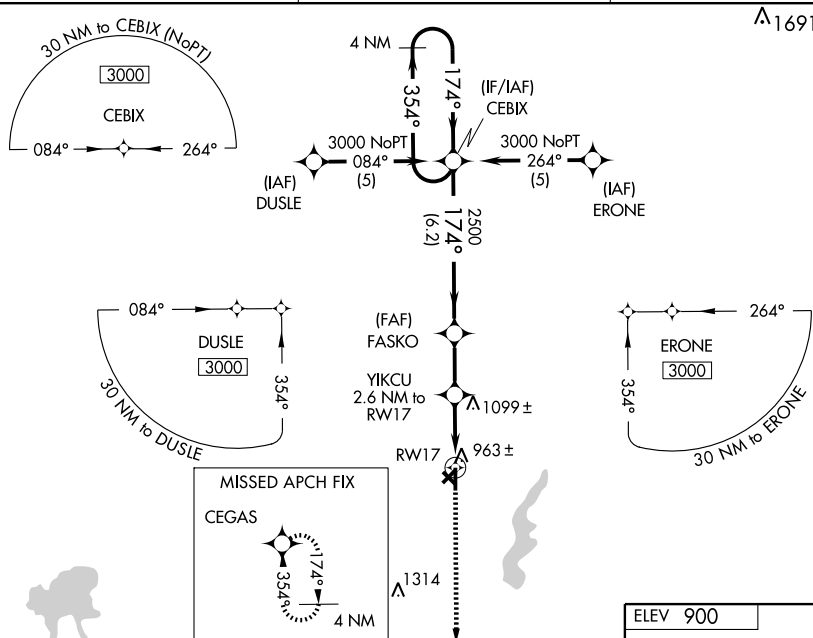 1691
30 NM to CEBIX (NoPT)
3000
CEBIX
084°
264°
4 NM
354°
174°
(IF/IAF)
CEBIX
3000 NoPT
084°
(5)
3000 NoPT
264°
(5)
(IAF)
DUSLE
(IAF)
ERONE
2500
174°
(6.2)
084°
DUSLE
3000
354°
30 NM to DUSLE
(FAF)
FASKO
YIKCU
2.6 NM to
RW17
1099 ±
RW17
963 ±
264°
ERONE
3000
354°
30 NM to ERONE
MISSED APCH FIX
CEGAS
354°
174°
4 NM
1314
ELEV 900